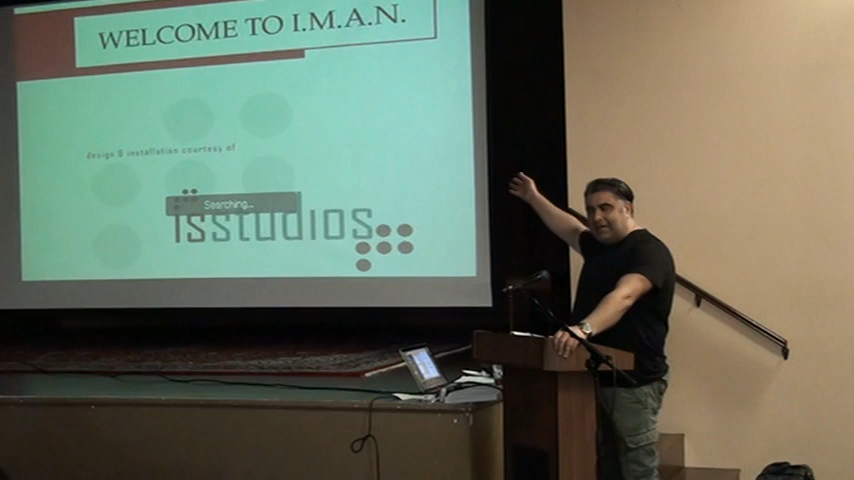 WELCOME TO I.M.A.N.
design & installation courtesy of
Searching...
isstudios